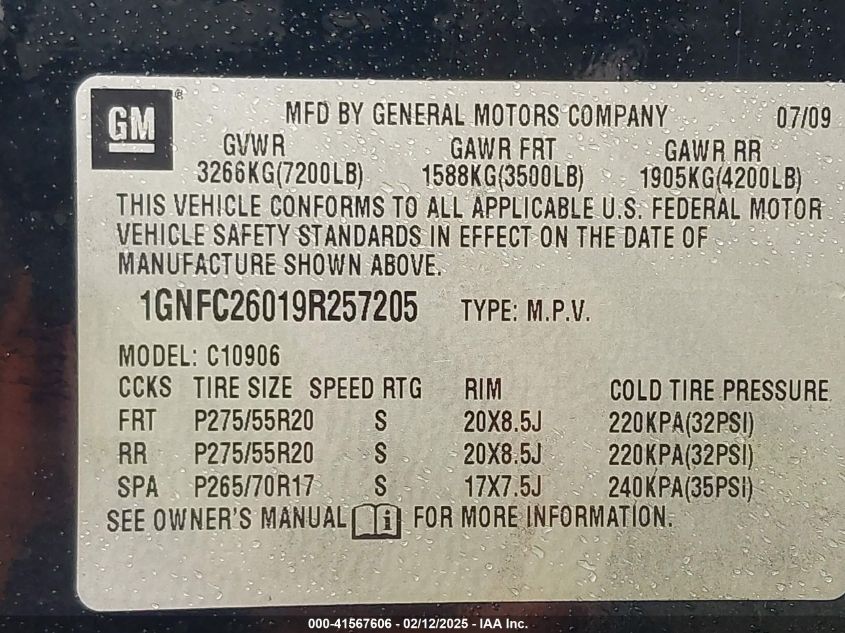 GM ® MFD BY GENERAL MOTORS COMPANY 07/09
GVWR GAWR FRT GAWR RR
3266KG(7200LB) 1588KG(3500LB) 1905KG(4200LB)
THIS VEHICLE CONFORMS TO ALL APPLICABLE U.S. FEDERAL MOTOR
VEHICLE SAFETY STANDARDS IN EFFECT ON THE DATE OF
MANUFACTURE SHOWN ABOVE.
1GNFC26019R257205 TYPE: M.P.V.
MODEL: C10906
CCKS TIRE SIZE SPEED RTG RIM COLD TIRE PRESSURE
FRT P275/55R20 S 20X8.5J 220KPA(32PSI)
RR P275/55R20 S 20X8.5J 220KPA(32PSI)
SPA P265/70R17 S 17X7.5J 240KPA(35PSI)
SEE OWNER'S MANUAL i FOR MORE INFORMATION.
000-41567606 - 02/12/2025 - IAA Inc.